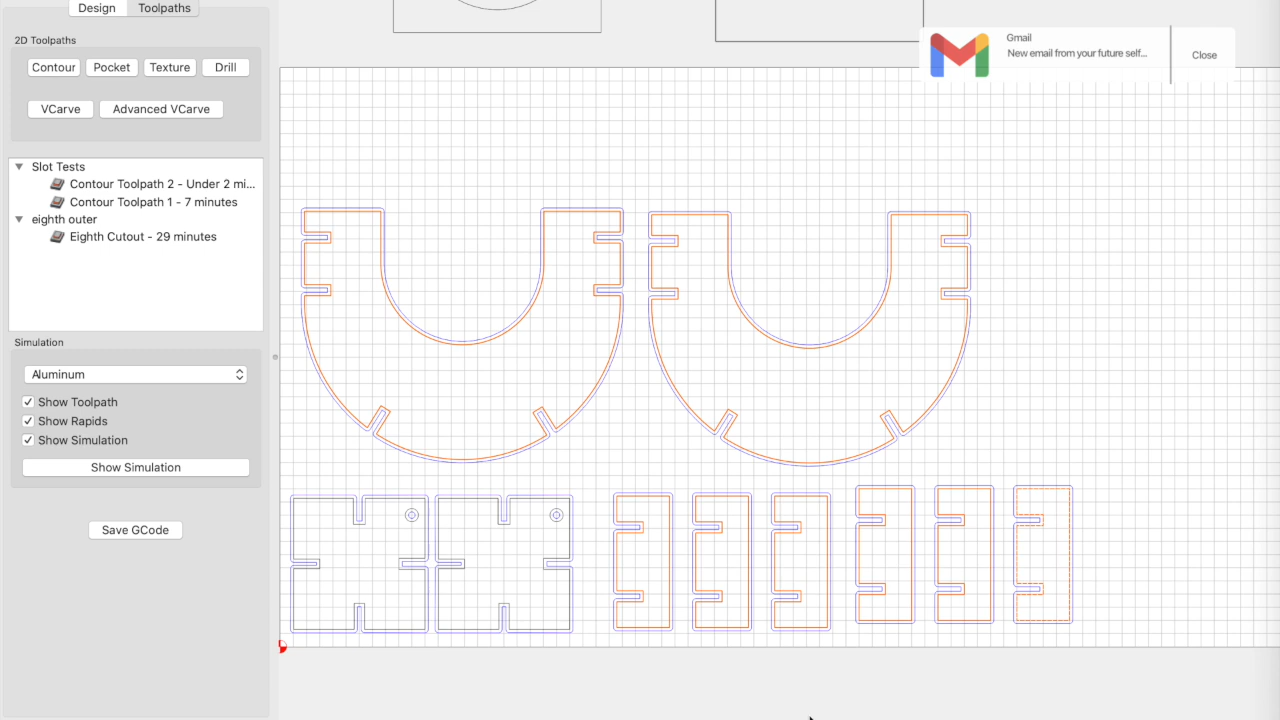 Design Toolpaths
Gmail
New email from your future self...
Close
2D Toolpaths
Contour Pocket Texture Drill
VCarve Advanced VCarve
Slot Tests
Contour Toolpath 2 - Under 2 mi...
Contour Toolpath 1 - 7 minutes
eighth outer
Eighth Cutout - 29 minutes
Simulation
Aluminum
Show Toolpath
Show Rapids
Show Simulation
Show Simulation
Save GCode